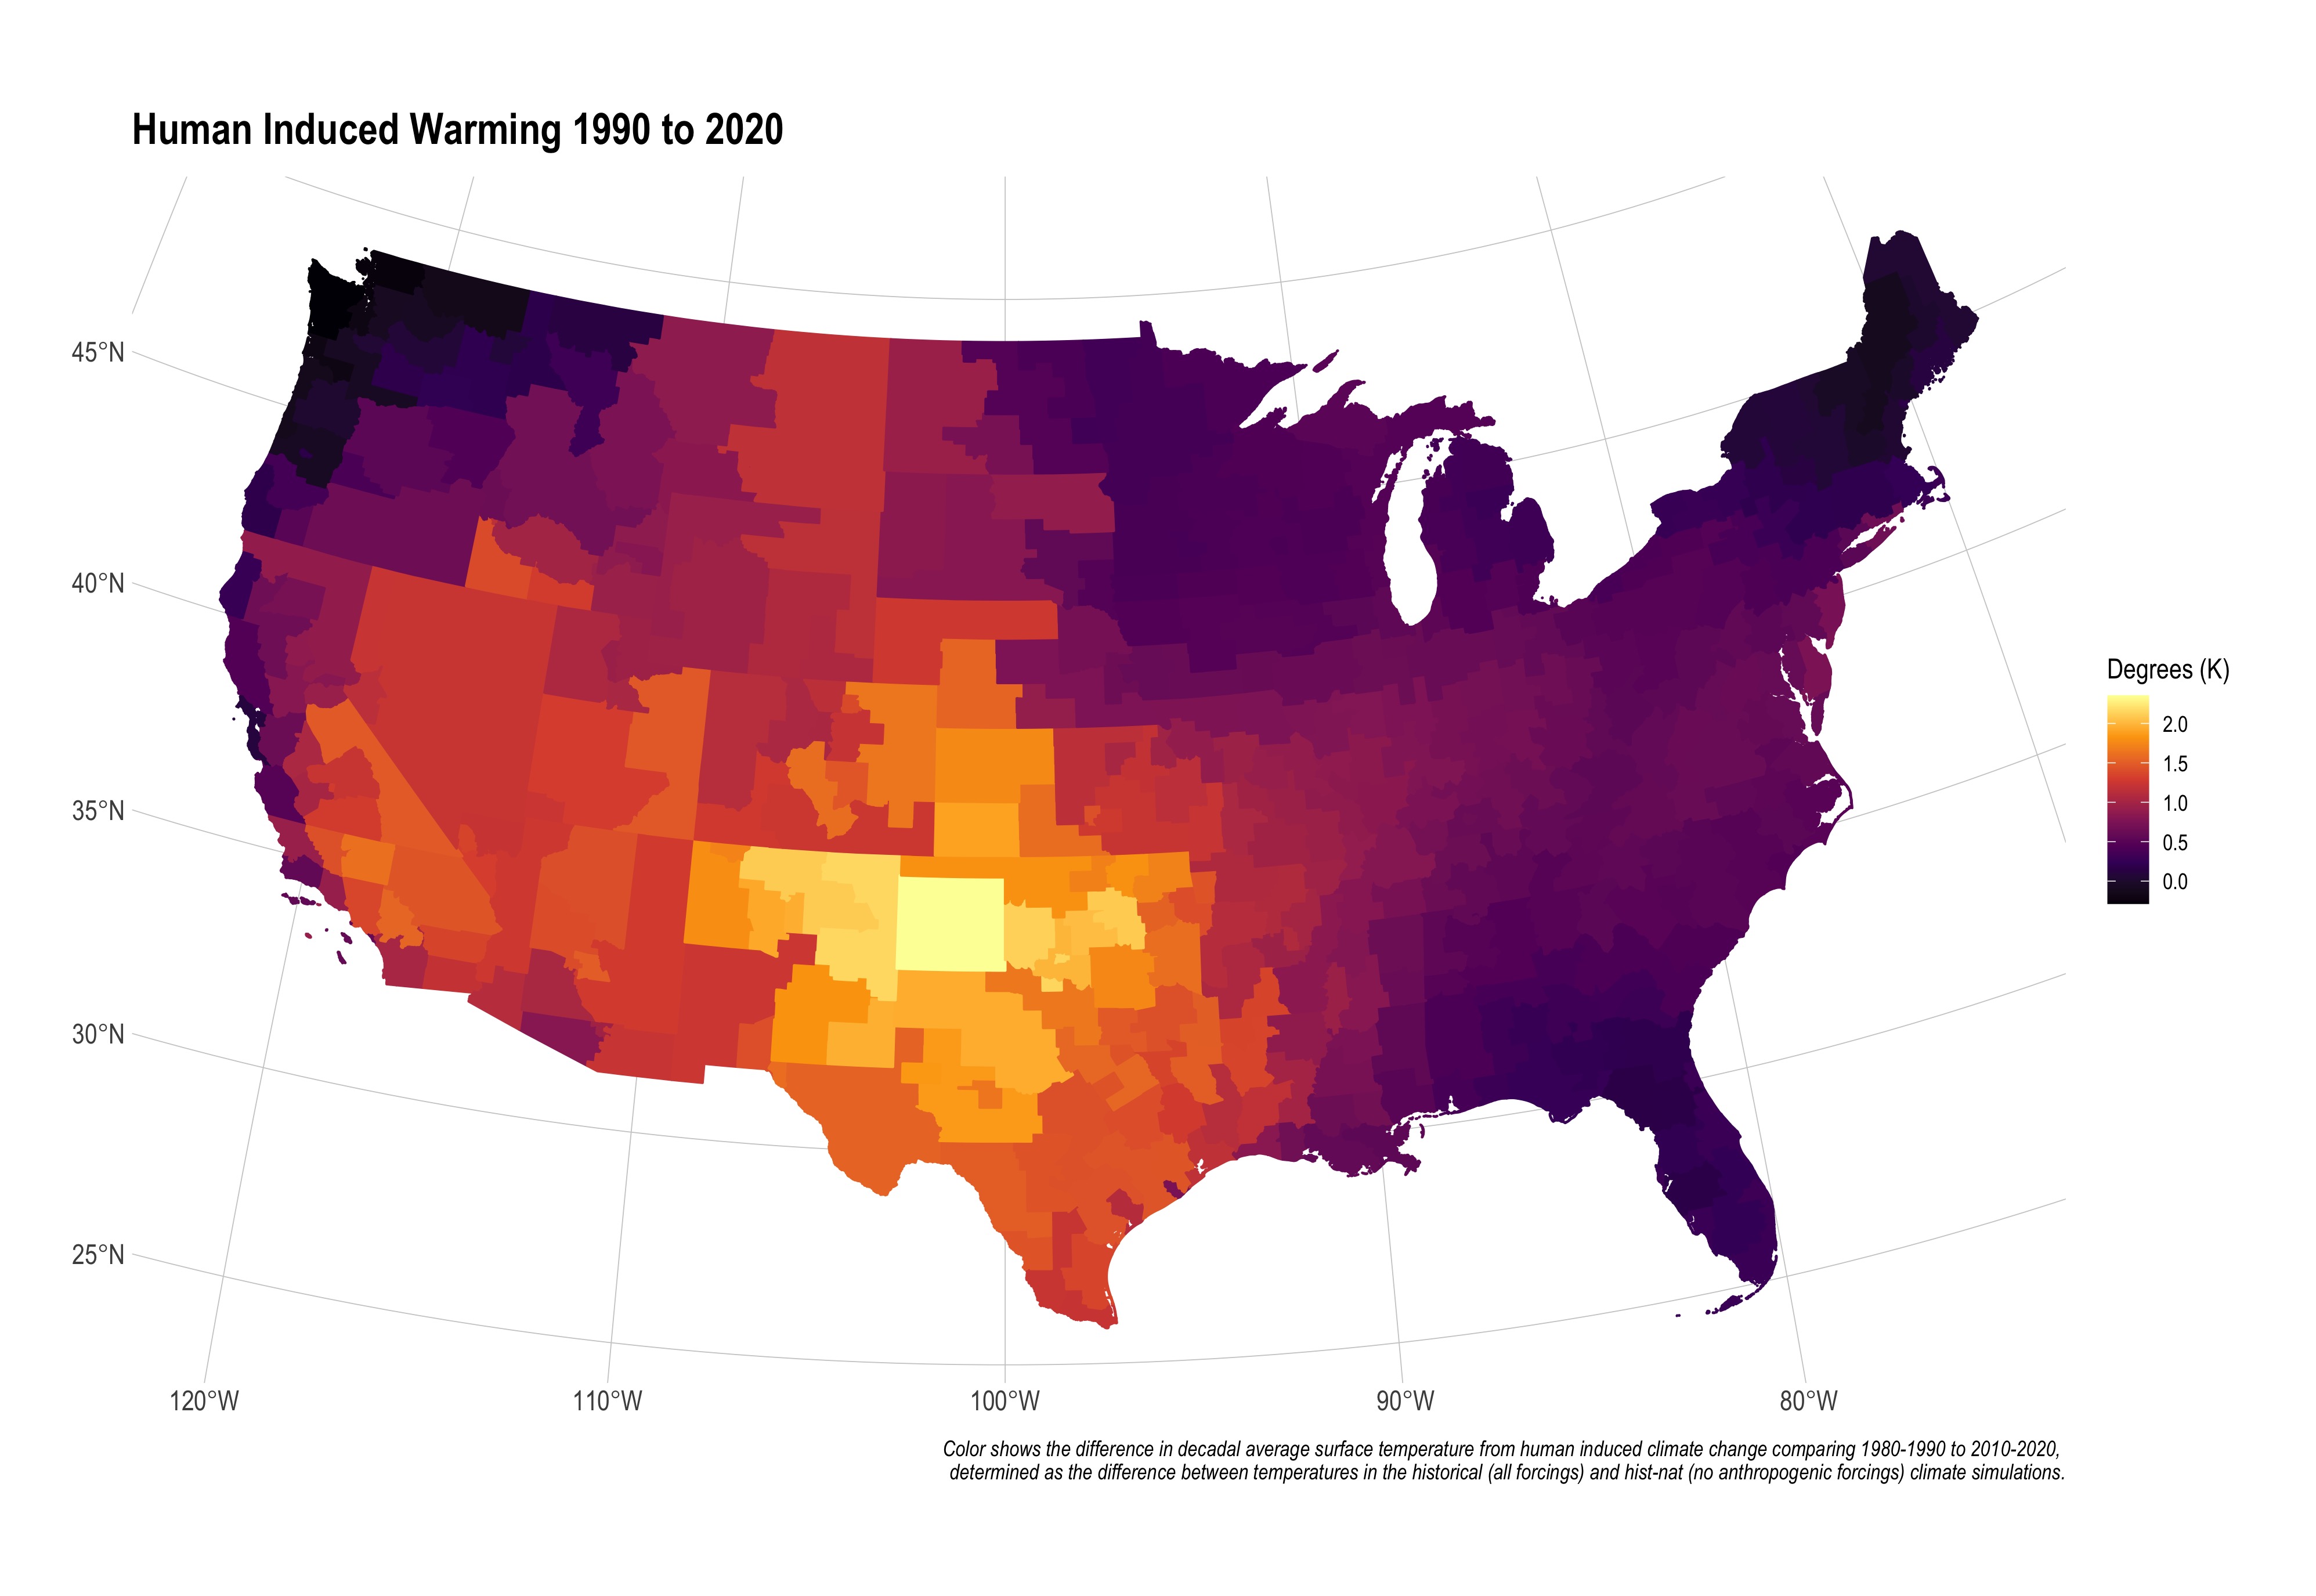 Human Induced Warming 1990 to 2020
45°N
40°N
35°N
30°N
25°N
120°W
110°W
100°W
90°W
80°W
Degrees (K)
2.0
1.5
1.0
0.5
0.0
Color shows the difference in decadal average surface temperature from human induced climate change comparing 1980-1990 to 2010-2020,
determined as the difference between temperatures in the historical (all forcings) and hist-nat (no anthropogenic forcings) climate simulations.